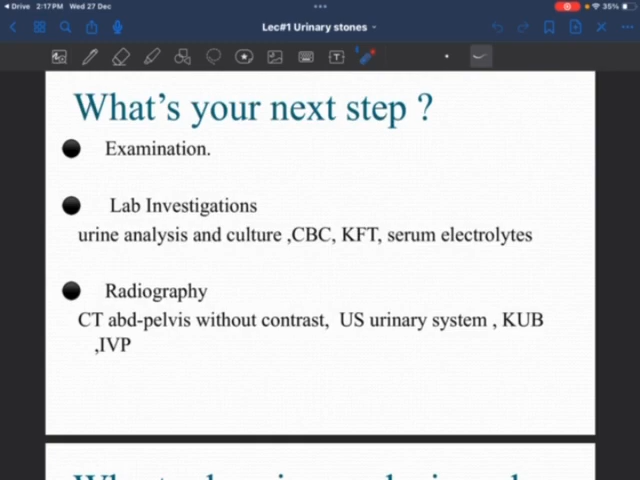 Drive 2:17 PM Wed 27 Dec
35%
Lec#1 Urinary stones
What's your next step ?
Examination.
Lab Investigations
urine analysis and culture ,CBC, KFT, serum electrolytes
Radiography
CT abd-pelvis without contrast, US urinary system , KUB
,IVP